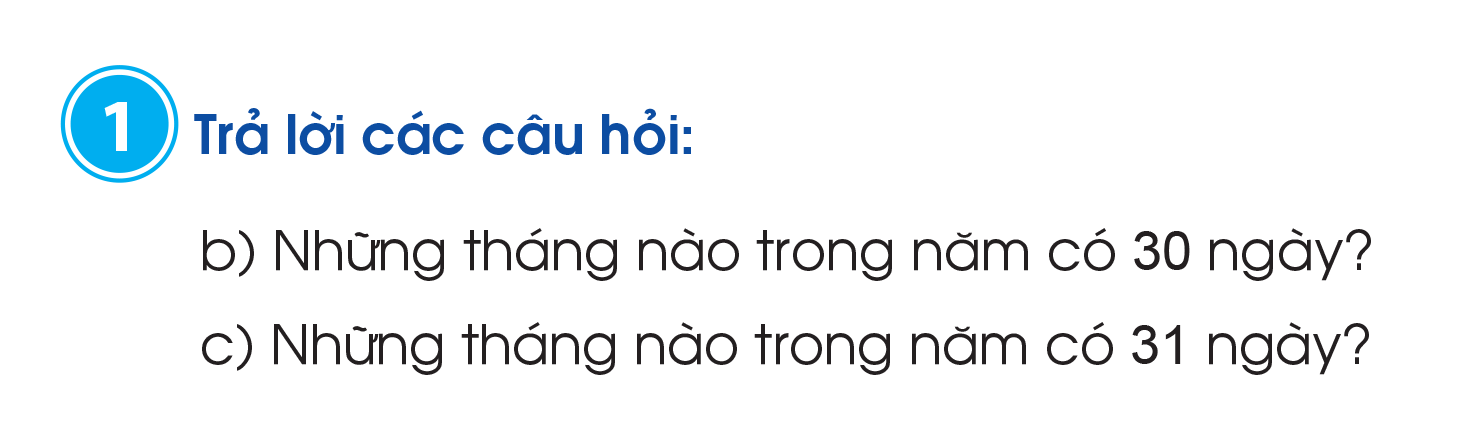 1 Trả lời các câu hỏi:
b) Những tháng nào trong năm có 30 ngày?
c) Những tháng nào trong năm có 31 ngày?